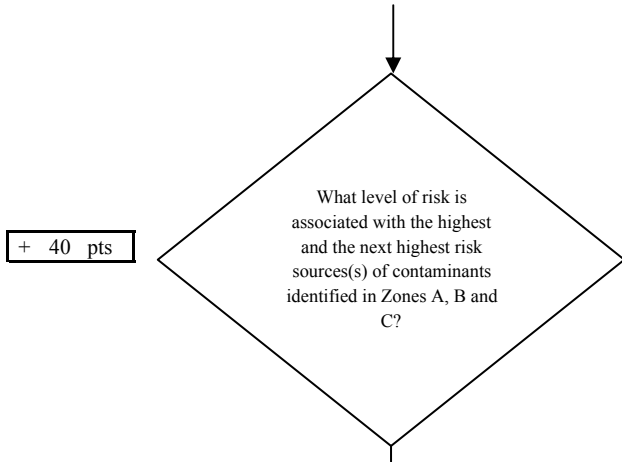 What level of risk is
associated with the highest
and the next highest risk
sources(s) of contaminants
identified in Zones A, B and
C?
+ 40 pts